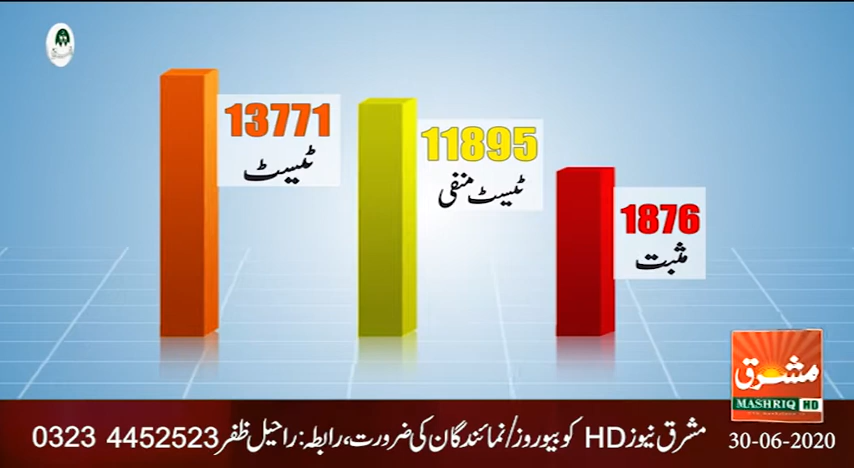 13771
ٹیسٹ
11895
ٹیسٹ منفی
1876
مثبت
مشرق
MASHRIQ HD
مشرق نیوز HD کو بیوروز/نمائندگان کی ضرورت، رابطہ: راحیل ظفر 0323 4452523
30-06-2020